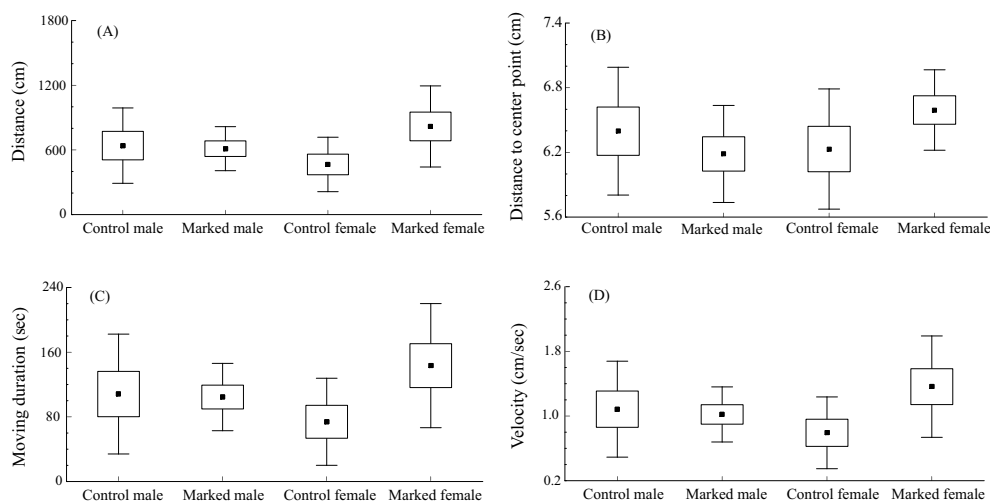 (A)
Distance (cm)
1800
1200
600
0
Control male Marked male Control female Marked female
(B)
Distance to center point (cm)
7.4
6.8
6.2
5.6
Control male Marked male Control female Marked female
(C)
Moving duration (sec)
240
160
80
0
Control male Marked male Control female Marked female
(D)
Velocity (cm/sec)
2.6
1.8
1.0
0.2
Control male Marked male Control female Marked female